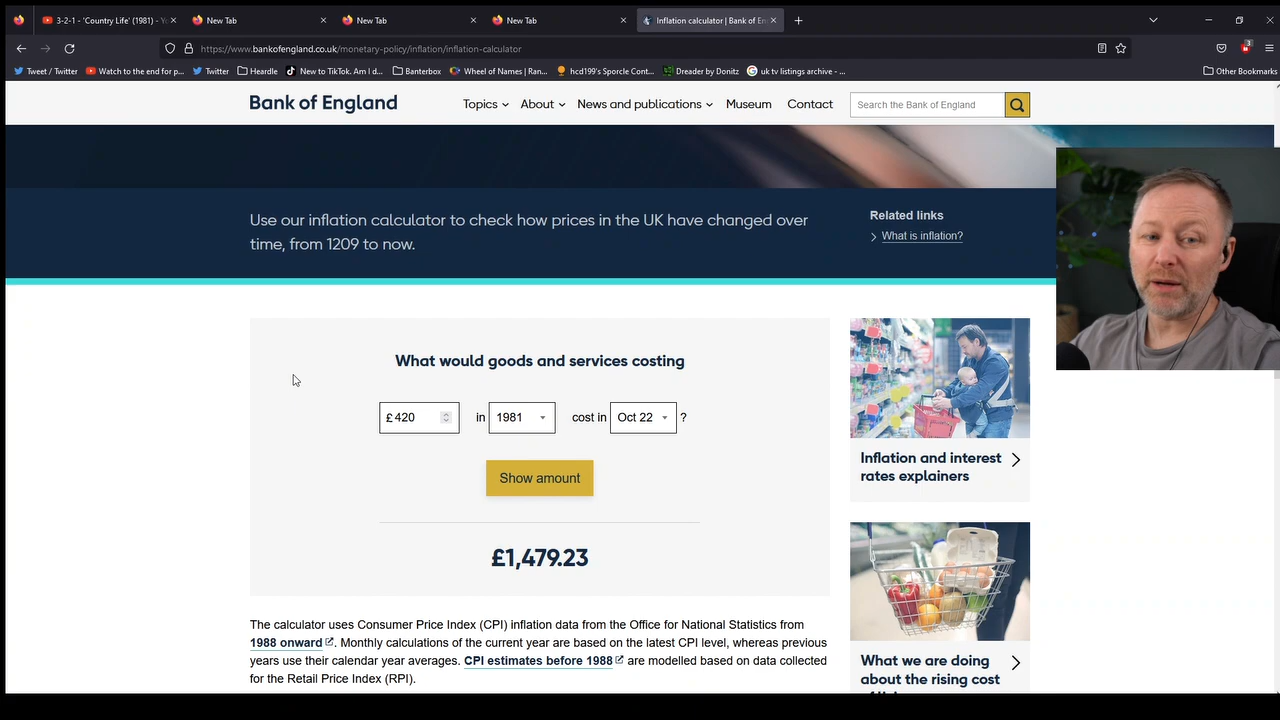 3-2-1 - 'Country Life' (1981) - Y
New Tab
New Tab
New Tab
Inflation calculator | Bank of En
https://www.bankofengland.co.uk/monetary-policy/inflation/inflation-calculator
3
Tweet / Twitter
Watch to the end for p...
Twitter
Heardle
New to TikTok. Am I d...
Banterbox
Wheel of Names | Ran...
hcd199's Sporcle Cont...
Dreader by Donitz
uk tv listings archive - ...
Other Bookmarks
Bank of England
Topics
About
News and publications
Museum
Contact
Search the Bank of England
Use our inflation calculator to check how prices in the UK have changed over
time, from 1209 to now.
Related links
What is inflation?
What would goods and services costing
£ 420
in
1981
cost in
Oct 22
?
Show amount
£1,479.23
The calculator uses Consumer Price Index (CPI) inflation data from the Office for National Statistics from
1988 onward. Monthly calculations of the current year are based on the latest CPI level, whereas previous
years use their calendar year averages. CPI estimates before 1988 are modelled based on data collected
for the Retail Price Index (RPI).
Inflation and interest
rates explainers
What we are doing
about the rising cost